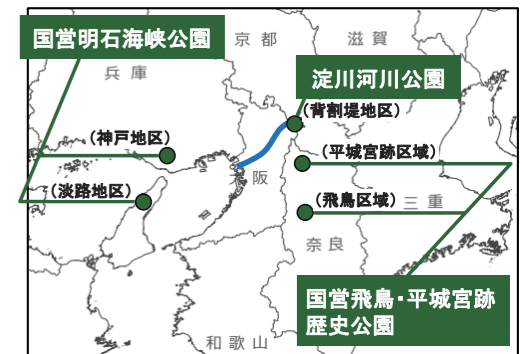 国営明石海峡公園
京都
滋賀
兵庫
淀川河川公園
(背割堤地区)
(神戸地区)
(平城宮跡区域)
大阪
(淡路地区)
(飛鳥区域)
三重
奈良
国営飛鳥・平城宮跡
歴史公園
和歌山